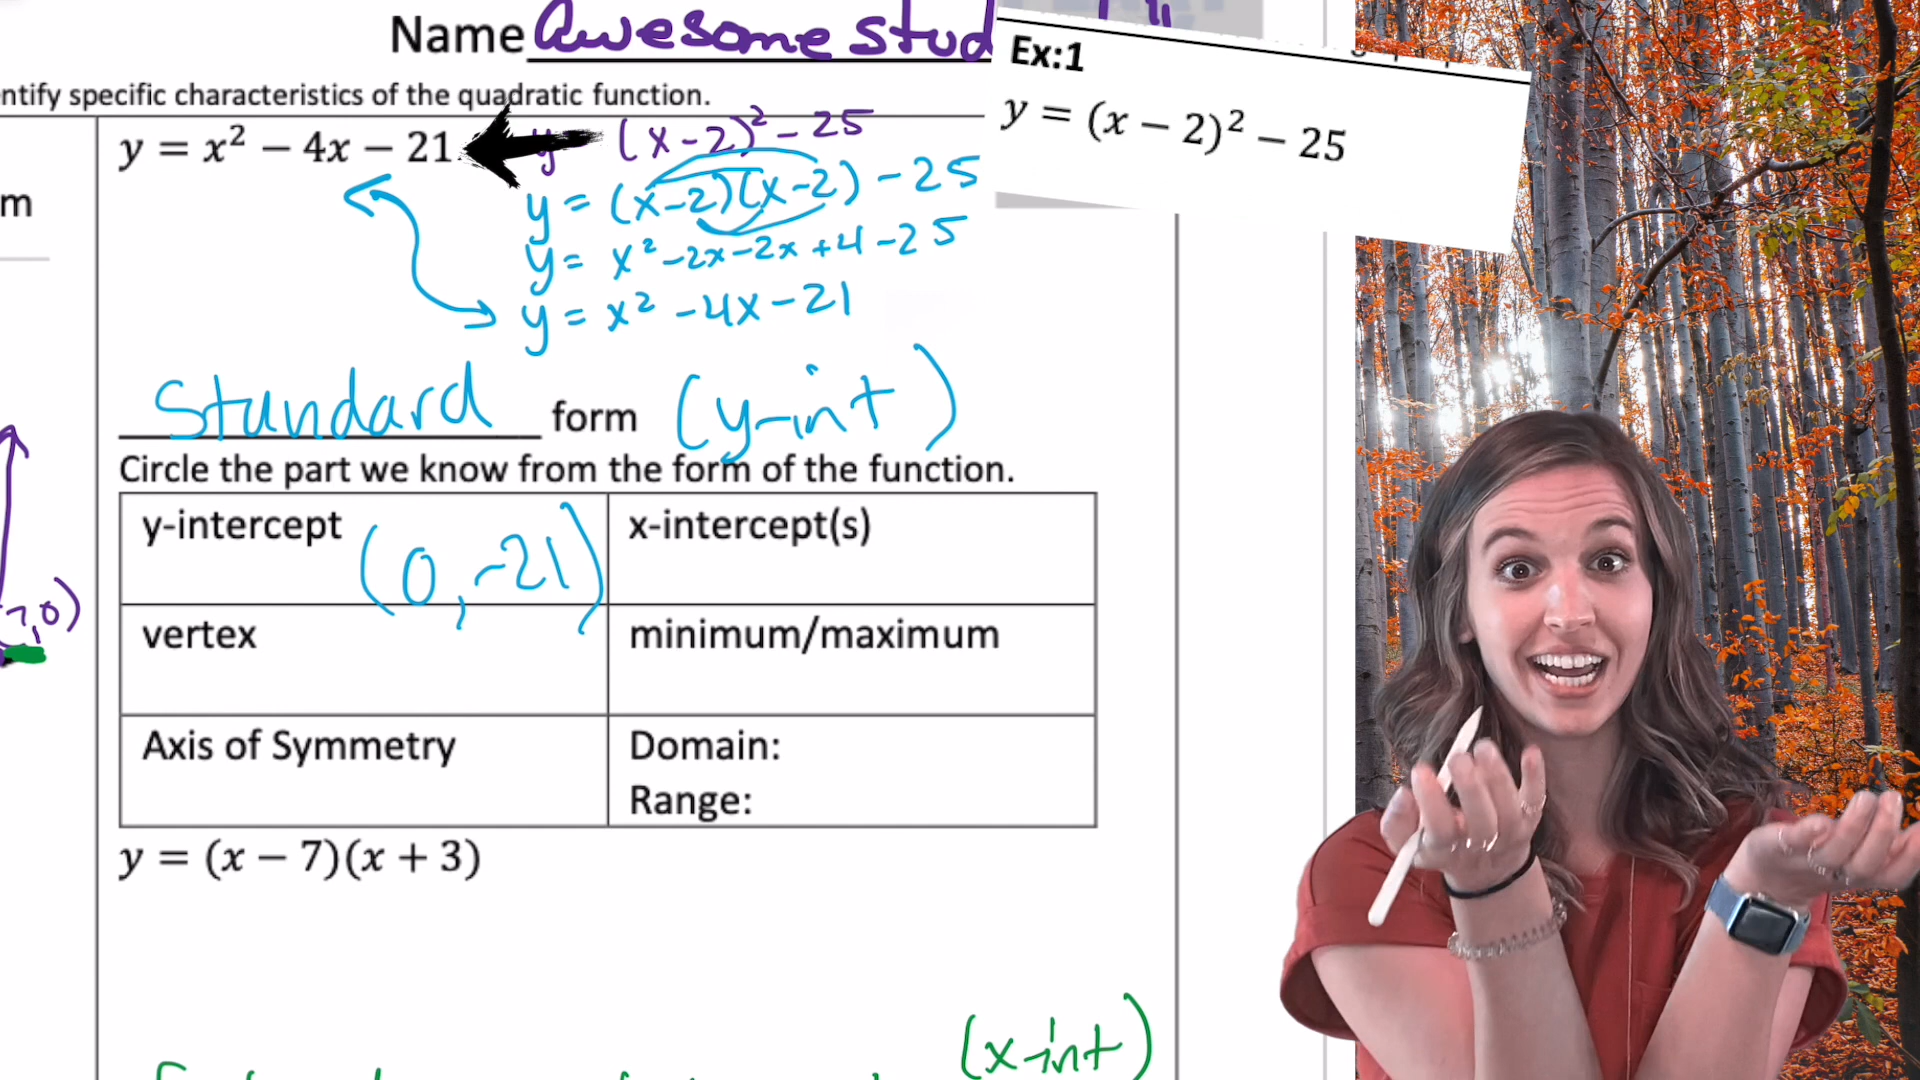 Name Awesome stud
Ex:1
y = (x − 2)² − 25
ntify specific characteristics of the quadratic function.
y = x² − 4x − 21
y (x-2)² - 25
y = (x-2)(x-2) - 25
y = x² -2x-2x +4 -25
y = x² -4x -21
m
Standard form (y-int)
Circle the part we know from the form of the function.
y-intercept (0, -21)
x-intercept(s)
,0)
vertex
minimum/maximum
Axis of Symmetry
Domain:
Range:
y = (x − 7)(x + 3)
(x-int)